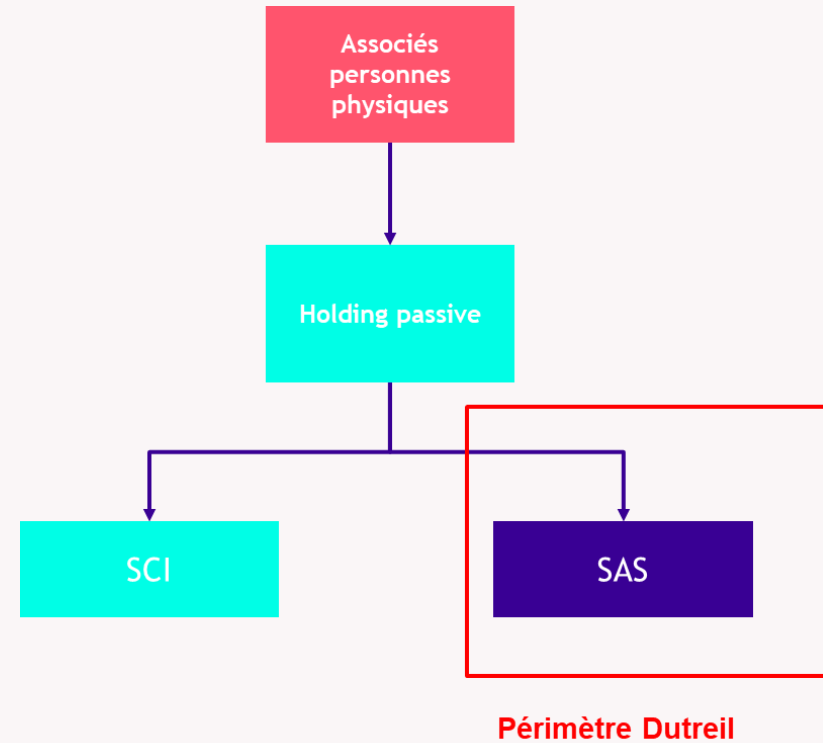 Associés
personnes
physiques
Holding passive
SCI
SAS
Périmètre Dutreil